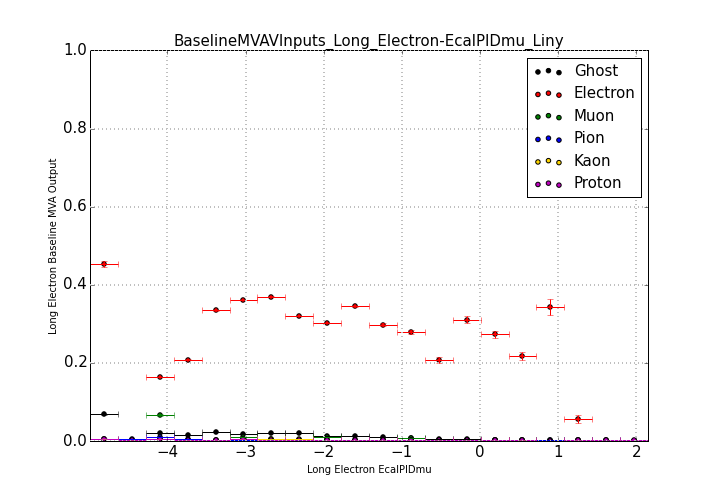 BaselineMVAVInputs_Long_Electron-EcalPIDmu_Liny
Long Electron Baseline MVA Output
1.0
0.8
0.6
0.4
0.2
0.0
Ghost
Electron
Muon
Pion
Kaon
Proton
−4 −3 −2 −1 0 1 2
Long Electron EcalPIDmu